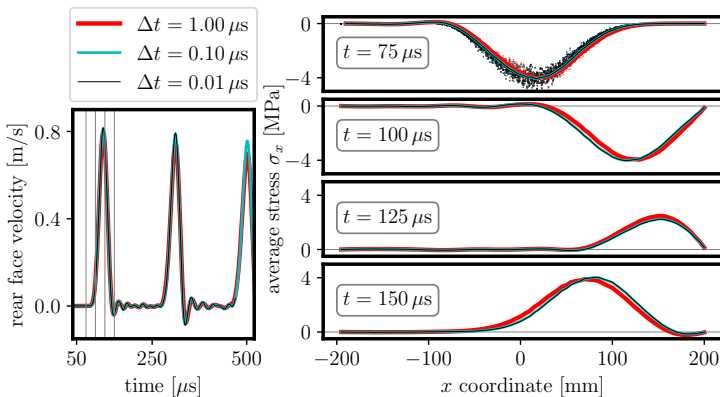 Δt = 1.00 μs
Δt = 0.10 μs
Δt = 0.01 μs
rear face velocity [m/s]
0.8
0.4
0.0
50
250
500
time [μs]
average stress σₓ [MPa]
0
−4
t = 75 μs
0
−4
t = 100 μs
4
0
t = 125 μs
4
0
t = 150 μs
−200
−100
0
100
200
x coordinate [mm]